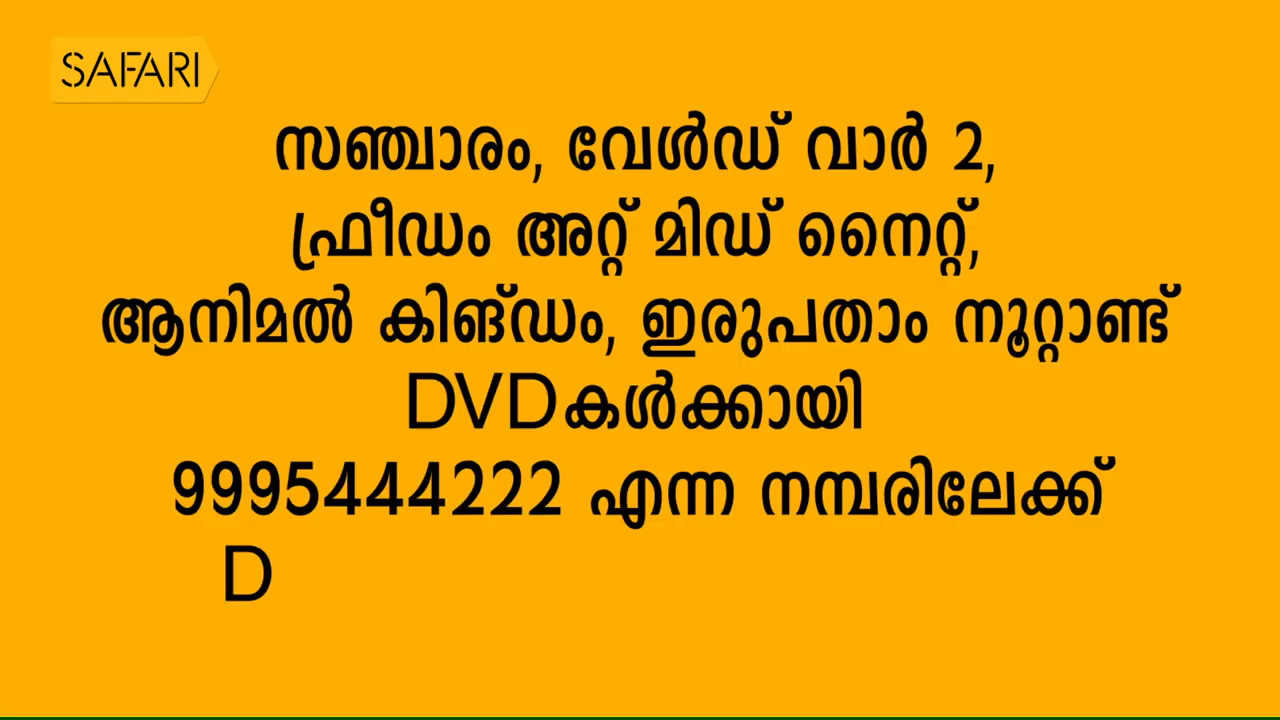 SAFARI
സഞ്ചാരം, വേൾഡ് വാർ 2,
ഫ്രീഡം അറ്റ് മിഡ് നൈറ്റ്,
ആനിമൽ കിങ്ഡം, ഇരുപതാം നൂറ്റാണ്ട്
DVDകൾക്കായി
9995444222 എന്ന നമ്പരിലേക്ക്
D